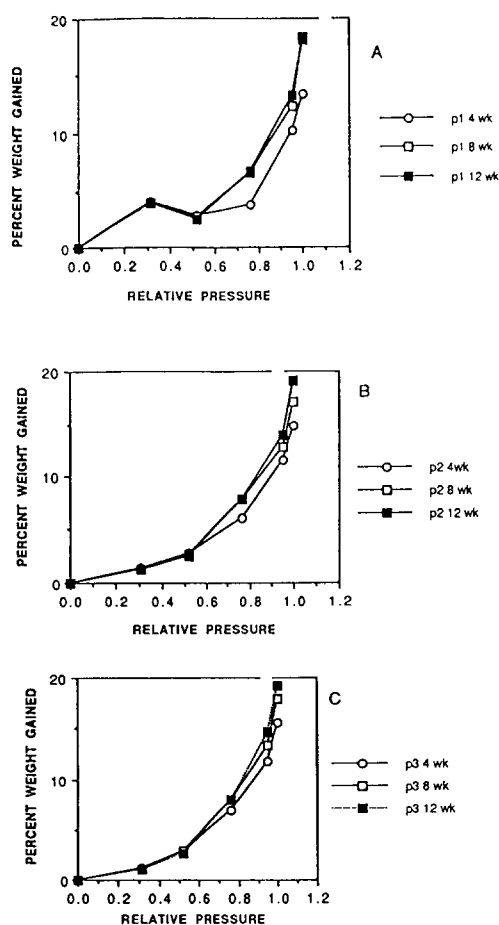 20
A
10
0
0.0 0.2 0.4 0.6 0.8 1.0 1.2
PERCENT WEIGHT GAINED
RELATIVE PRESSURE
p1 4 wk
p1 8 wk
p1 12 wk
20
B
10
0
0.0 0.2 0.4 0.6 0.8 1.0 1.2
PERCENT WEIGHT GAINED
RELATIVE PRESSURE
p2 4wk
p2 8 wk
p2 12 wk
20
C
10
0
0.0 0.2 0.4 0.6 0.8 1.0 1.2
PERCENT WEIGHT GAINED
RELATIVE PRESSURE
p3 4 wk
p3 8 wk
p3 12 wk